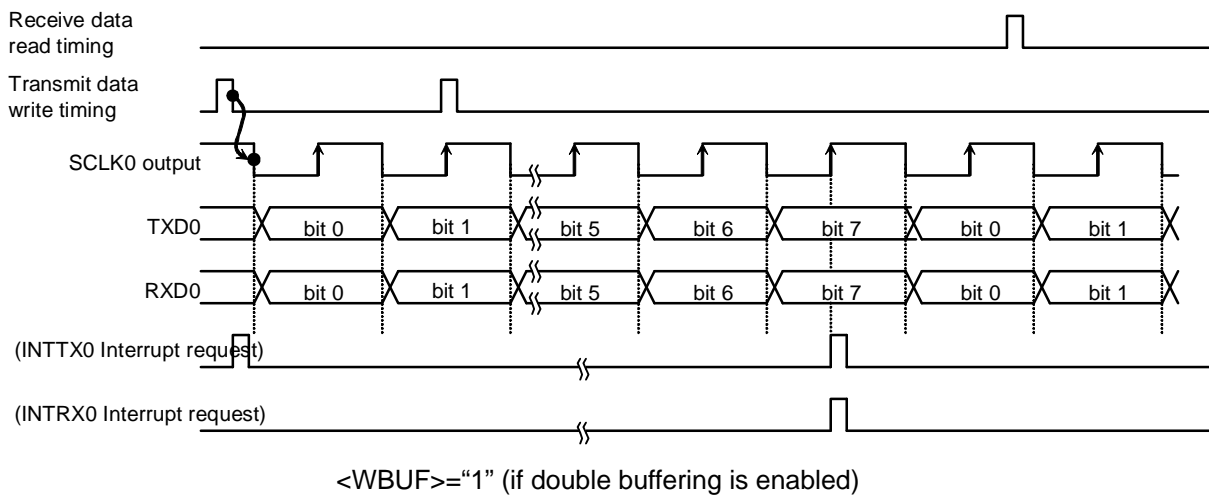 Receive data
read timing
Transmit data
write timing
SCLK0 output
TXD0 bit 0 bit 1 bit 5 bit 6 bit 7 bit 0 bit 1
RXD0 bit 0 bit 1 bit 5 bit 6 bit 7 bit 0 bit 1
(INTTX0 Interrupt request)
(INTRX0 Interrupt request)
<WBUF>=“1” (if double buffering is enabled)